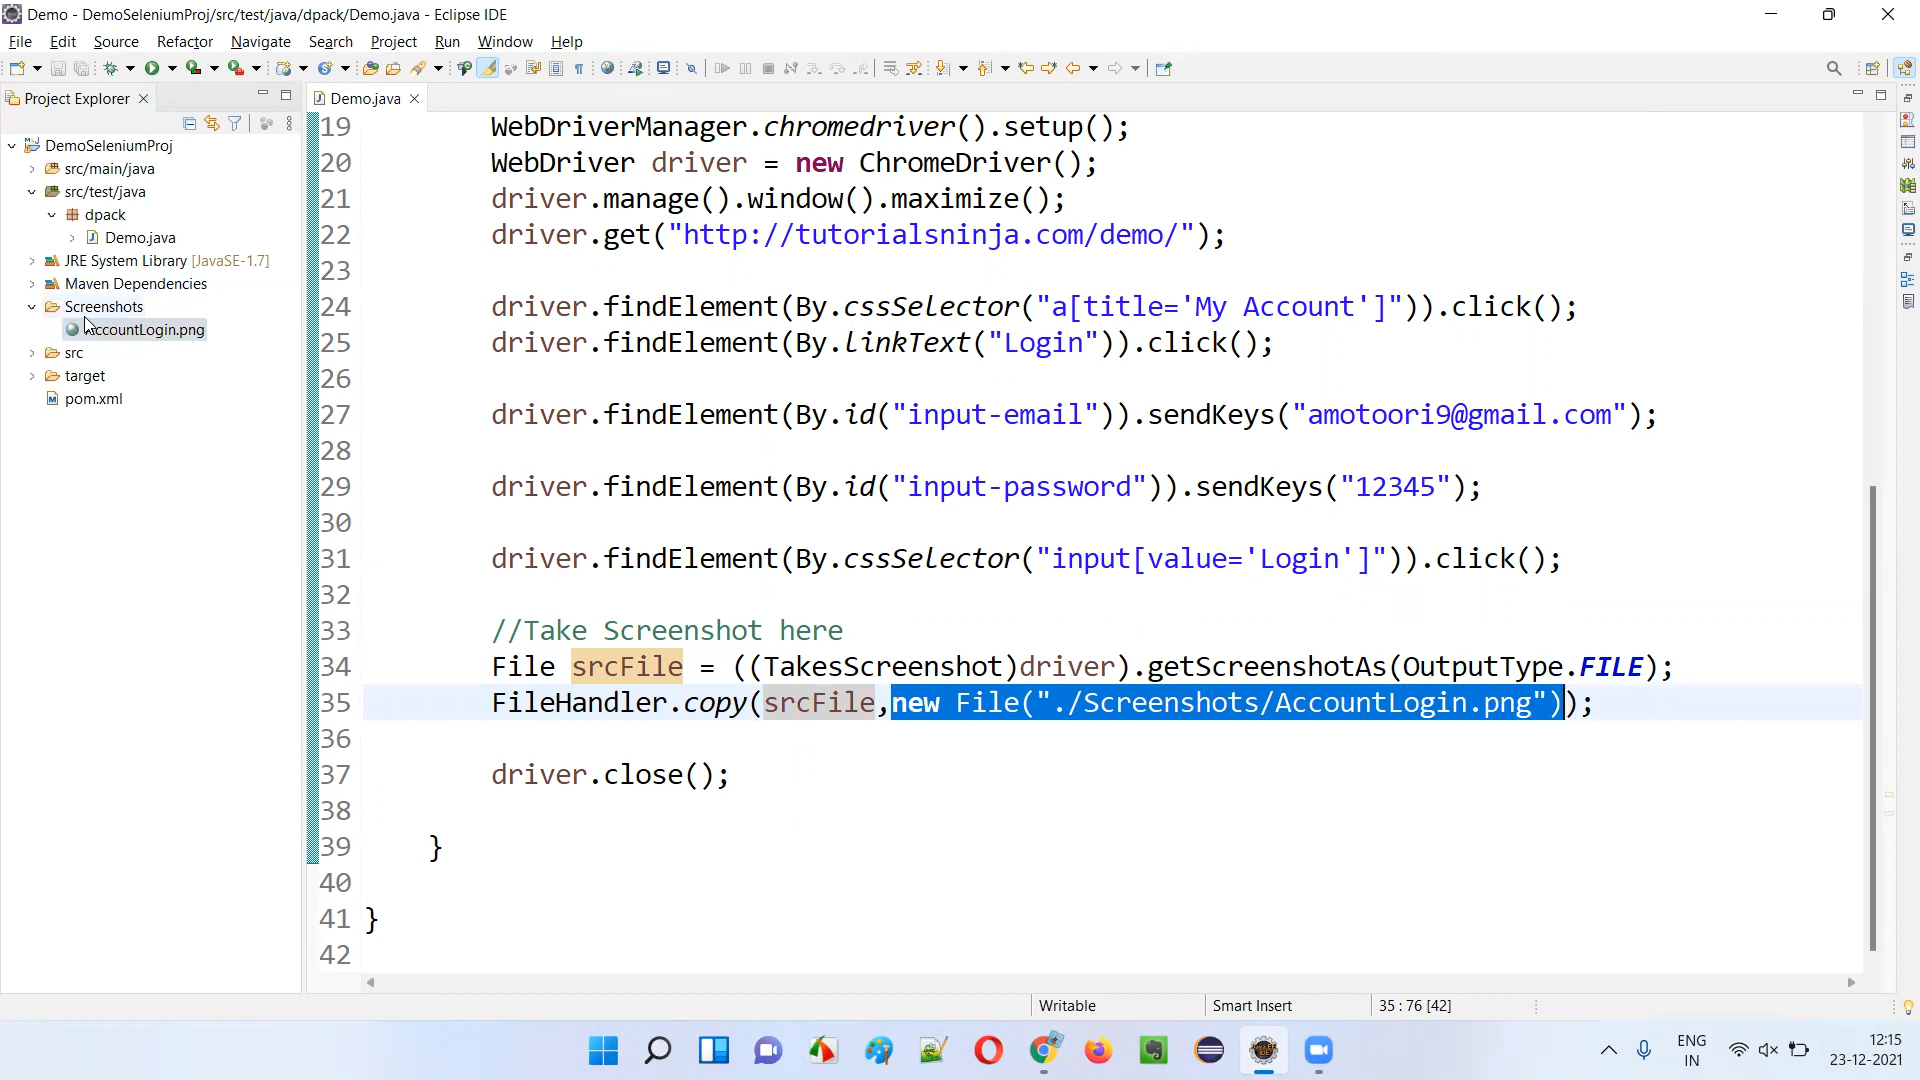 Demo - DemoSeleniumProj/src/test/java/dpack/Demo.java - Eclipse IDE
File Edit Source Refactor Navigate Search Project Run Window Help
Project Explorer
DemoSeleniumProj
src/main/java
src/test/java
dpack
Demo.java
JRE System Library [JavaSE-1.7]
Maven Dependencies
Screenshots
AccountLogin.png
src
target
pom.xml
Demo.java
19 WebDriverManager.chromedriver().setup();
20 WebDriver driver = new ChromeDriver();
21 driver.manage().window().maximize();
22 driver.get("http://tutorialsninja.com/demo/");
23
24 driver.findElement(By.cssSelector("a[title='My Account']")).click();
25 driver.findElement(By.linkText("Login")).click();
26
27 driver.findElement(By.id("input-email")).sendKeys("amotoori9@gmail.com");
28
29 driver.findElement(By.id("input-password")).sendKeys("12345");
30
31 driver.findElement(By.cssSelector("input[value='Login']")).click();
32
33 //Take Screenshot here
34 File srcFile = ((TakesScreenshot)driver).getScreenshotAs(OutputType.FILE);
35 FileHandler.copy(srcFile,new File("./Screenshots/AccountLogin.png"));
36
37 driver.close();
38
39 }
40
41 }
42
Writable Smart Insert 35 : 76 [42]
ENG
IN
12:15
23-12-2021